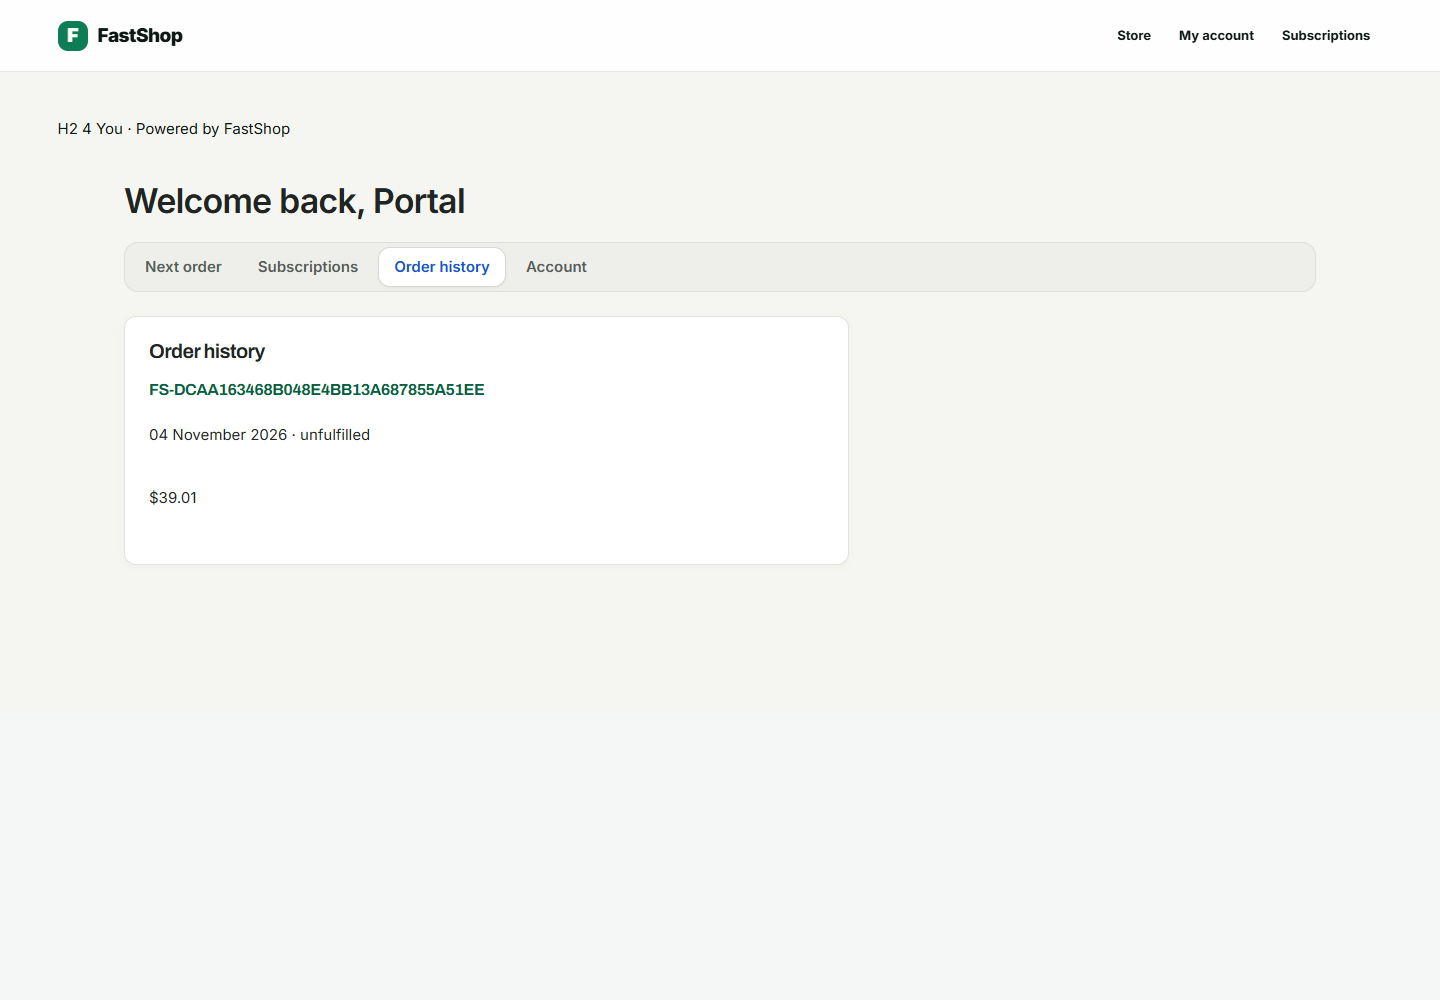 F FastShop
Store My account Subscriptions
H2 4 You · Powered by FastShop
Welcome back, Portal
Next order Subscriptions Order history Account
Order history
FS-DCAA163468B048E4BB13A687855A51EE
04 November 2026 · unfulfilled
$39.01